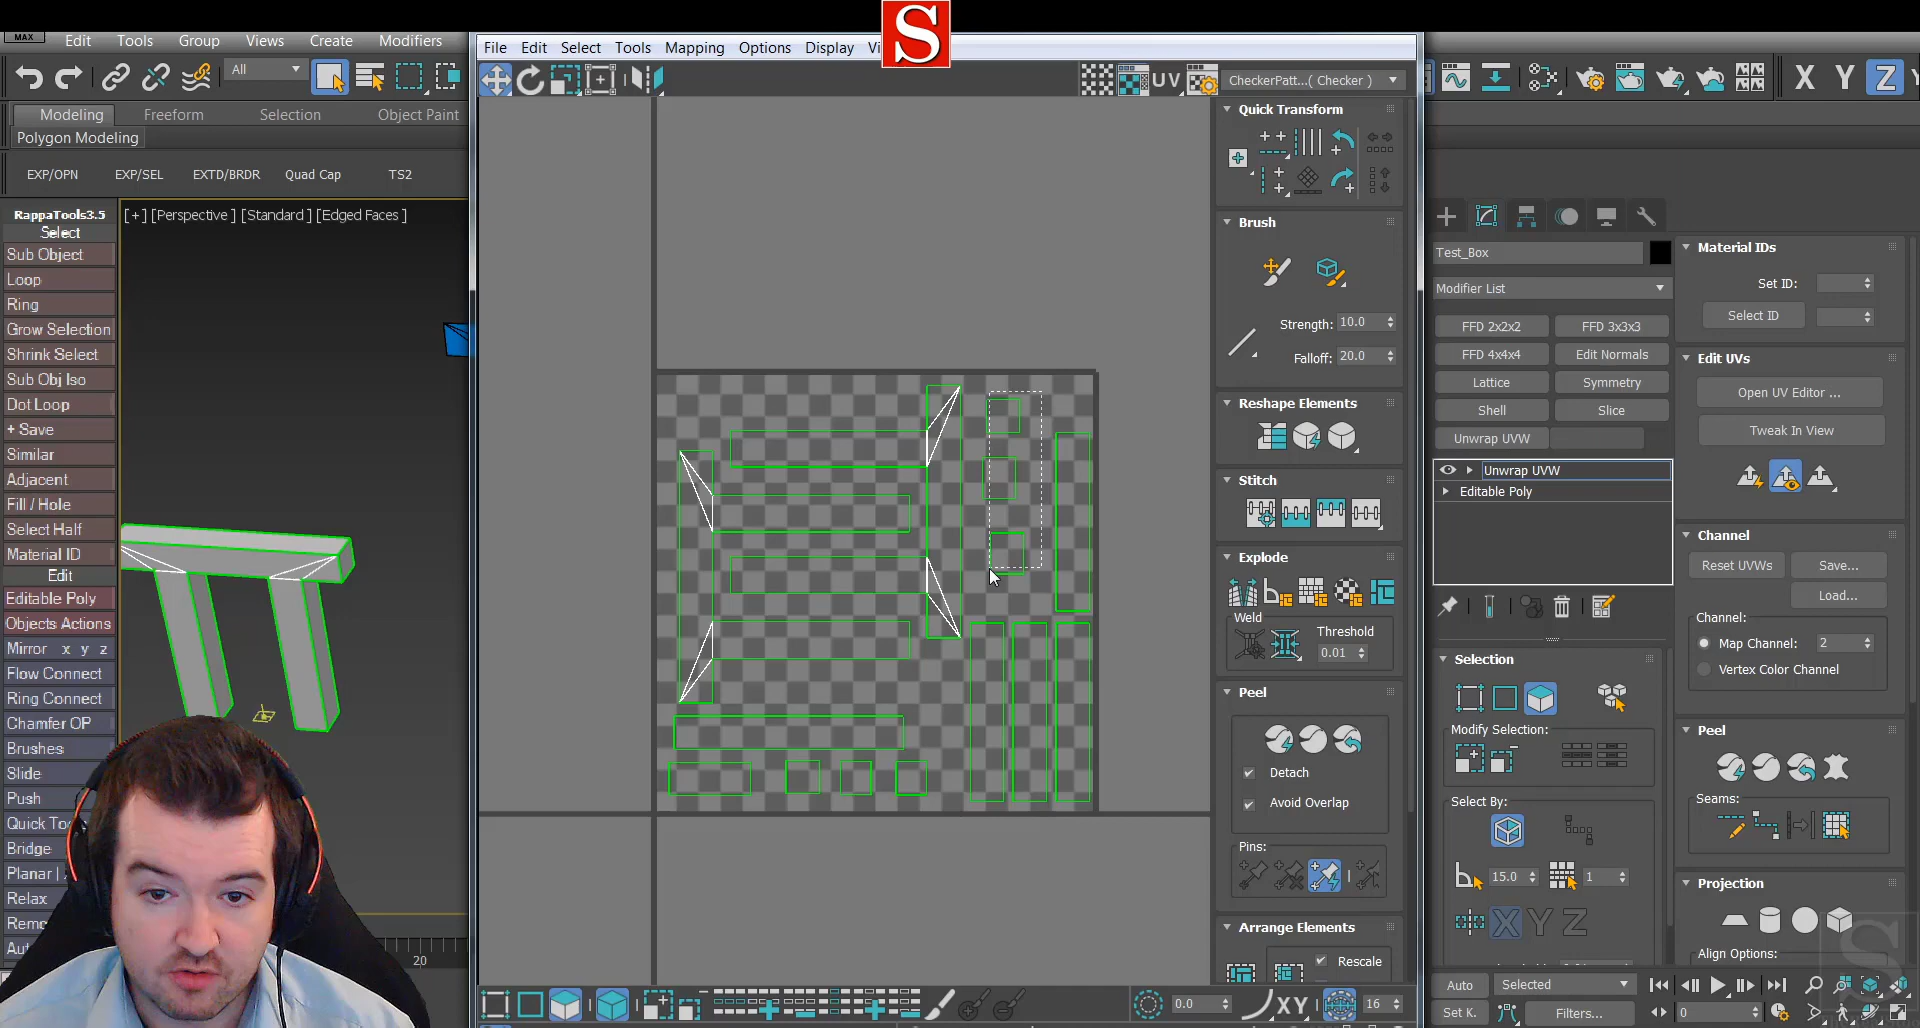 S
MAX
Edit Tools Group Views Create Modifiers
File Edit Select Tools Mapping Options Display Vi
All
UV
CheckerPatt...( Checker )
X Y Z
Modeling Freeform Selection Object Paint
Polygon Modeling
EXP/OPN EXP/SEL EXTD/BRDR Quad Cap TS2
RappaTools3.5
Select
Sub Object
Loop
Ring
Grow Selection
Shrink Select
Sub Obj Iso
Dot Loop
+ Save
Similar
Adjacent
Fill / Hole
Select Half
Material ID
Edit
Editable Poly
Objects Actions
Mirror x y z
Flow Connect
Ring Connect
Chamfer OP
Brushes
Slide
Push
Quick To
Bridge
Planar |
Relax
Remo
Aut
[+] [Perspective ] [Standard ] [Edged Faces ]
20
Quick Transform
Brush
Strength: 10.0
Falloff: 20.0
Reshape Elements
Stitch
Explode
Weld
Threshold
0.01
Peel
Detach
Avoid Overlap
Pins:
Arrange Elements
Rescale
0.0
XY
16
Test_Box
Modifier List
FFD 2x2x2 FFD 3x3x3
FFD 4x4x4 Edit Normals
Lattice Symmetry
Shell Slice
Unwrap UVW
Unwrap UVW
Editable Poly
Selection
Modify Selection:
Select By:
15.0
1
X Y Z
Material IDs
Set ID:
Select ID
Edit UVs
Open UV Editor ...
Tweak In View
Channel
Reset UVWs Save...
Load...
Channel:
Map Channel: 2
Vertex Color Channel
Peel
Seams:
Projection
Align Options:
Auto Selected
Set K. Filters...
0